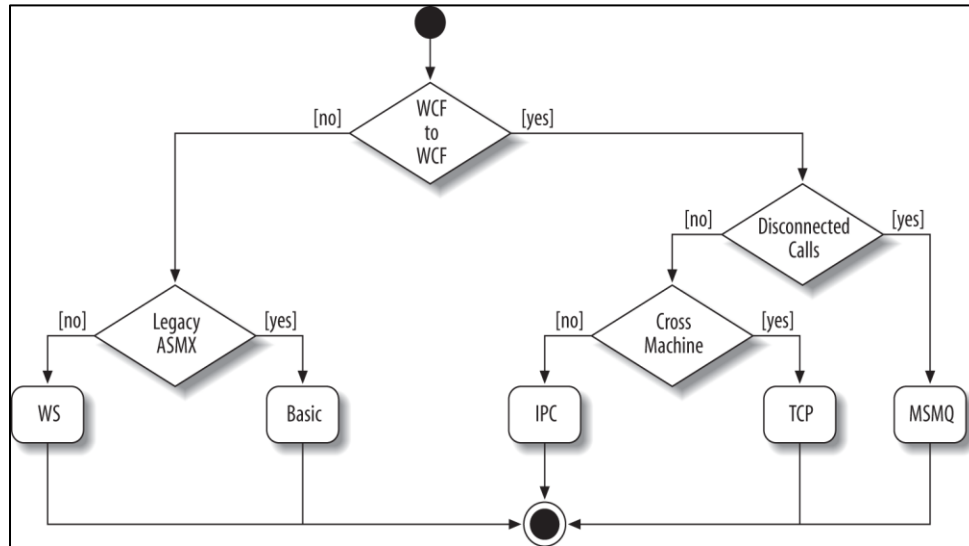 WCF
to
WCF
[no]
[yes]
Disconnected
Calls
[no]
[yes]
Legacy
ASMX
[no]
[yes]
Cross
Machine
[no]
[yes]
WS
Basic
IPC
TCP
MSMQ